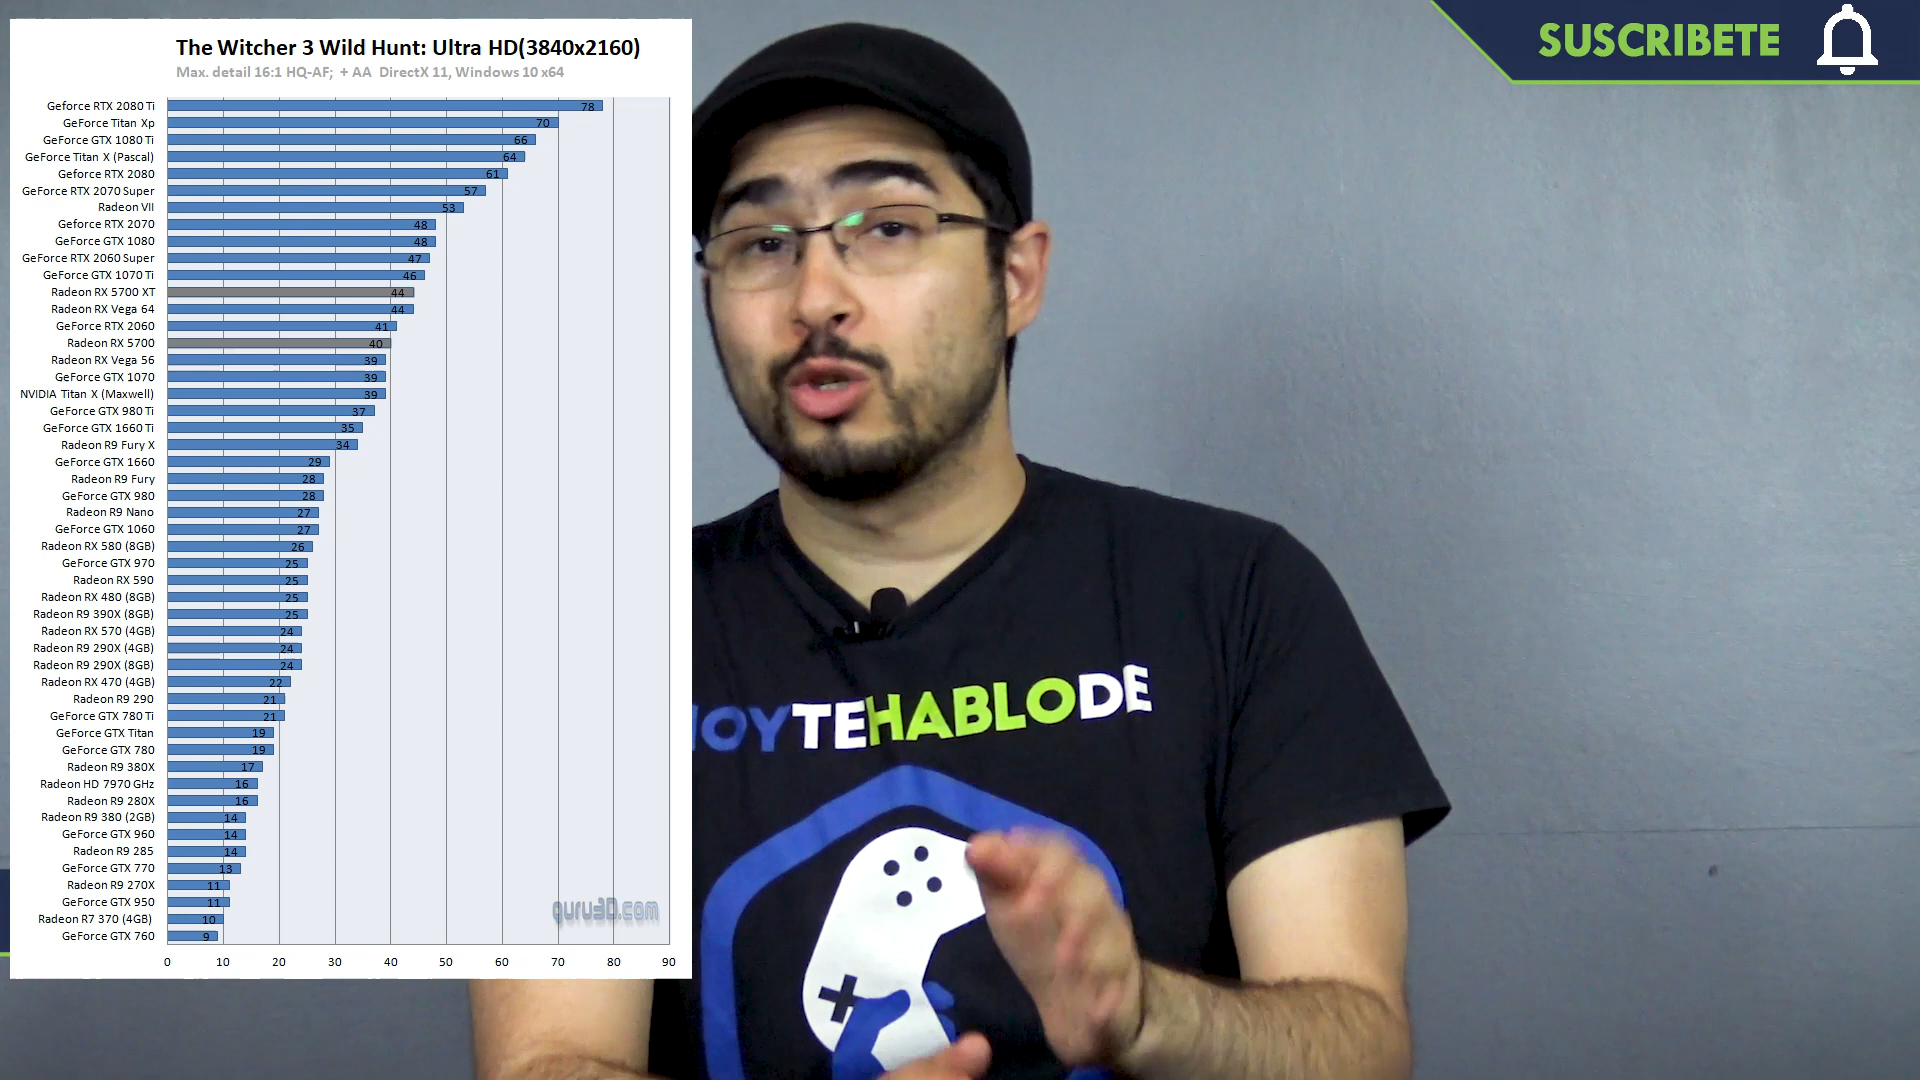 The Witcher 3 Wild Hunt: Ultra HD(3840x2160)
Max. detail 16:1 HQ-AF; + AA DirectX 11, Windows 10 x64
Geforce RTX 2080 Ti 78
GeForce Titan Xp 70
GeForce GTX 1080 Ti 66
GeForce Titan X (Pascal) 64
Geforce RTX 2080 61
GeForce RTX 2070 Super 57
Radeon VII 53
Geforce RTX 2070 48
GeForce GTX 1080 48
GeForce RTX 2060 Super 47
GeForce GTX 1070 Ti 46
Radeon RX 5700 XT 44
Radeon RX Vega 64 44
GeForce RTX 2060 41
Radeon RX 5700 40
Radeon RX Vega 56 39
GeForce GTX 1070 39
NVIDIA Titan X (Maxwell) 39
GeForce GTX 980 Ti 37
GeForce GTX 1660 Ti 35
Radeon R9 Fury X 34
GeForce GTX 1660 29
Radeon R9 Fury 28
GeForce GTX 980 28
Radeon R9 Nano 27
GeForce GTX 1060 27
Radeon RX 580 (8GB) 26
GeForce GTX 970 25
Radeon RX 590 25
Radeon RX 480 (8GB) 25
Radeon R9 390X (8GB) 25
Radeon RX 570 (4GB) 24
Radeon R9 290X (4GB) 24
Radeon R9 290X (8GB) 24
Radeon RX 470 (4GB) 22
Radeon R9 290 21
GeForce GTX 780 Ti 21
GeForce GTX Titan 19
GeForce GTX 780 19
Radeon R9 380X 17
Radeon HD 7970 GHz 16
Radeon R9 280X 16
Radeon R9 380 (2GB) 14
GeForce GTX 960 14
Radeon R9 285 14
GeForce GTX 770 13
Radeon R9 270X 11
GeForce GTX 950 11
Radeon R7 370 (4GB) 10
GeForce GTX 760 9
0 10 20 30 40 50 60 70 80 90
guru3D.com
SUSCRIBETE
HOYTEHABLODE